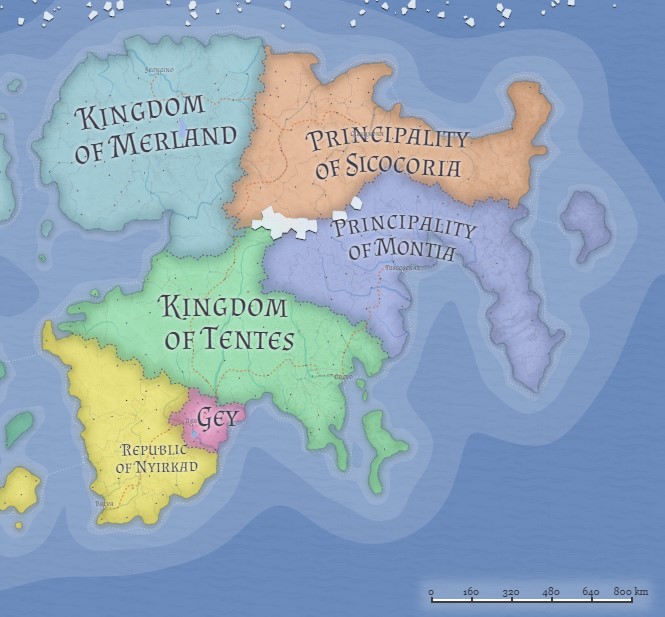 KINGDOM
OF MERLAND
PRINCIPALITY
OF SICOCORIA
PRINCIPALITY
OF MONTIA
KINGDOM
OF TENTES
GEY
REPUBLIC
OF NYIRKAD
0 160 320 480 640 800 km